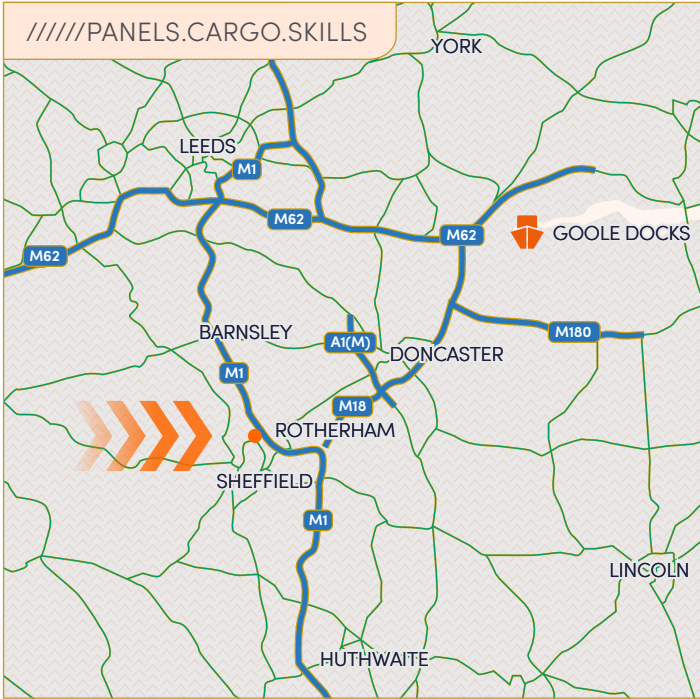 //////PANELS.CARGO.SKILLS
YORK
LEEDS
M1
M62
M62
GOOLE DOCKS
M62
BARNSLEY
A1(M)
M180
DONCASTER
M1
M18
ROTHERHAM
SHEFFIELD
M1
LINCOLN
HUTHWAITE